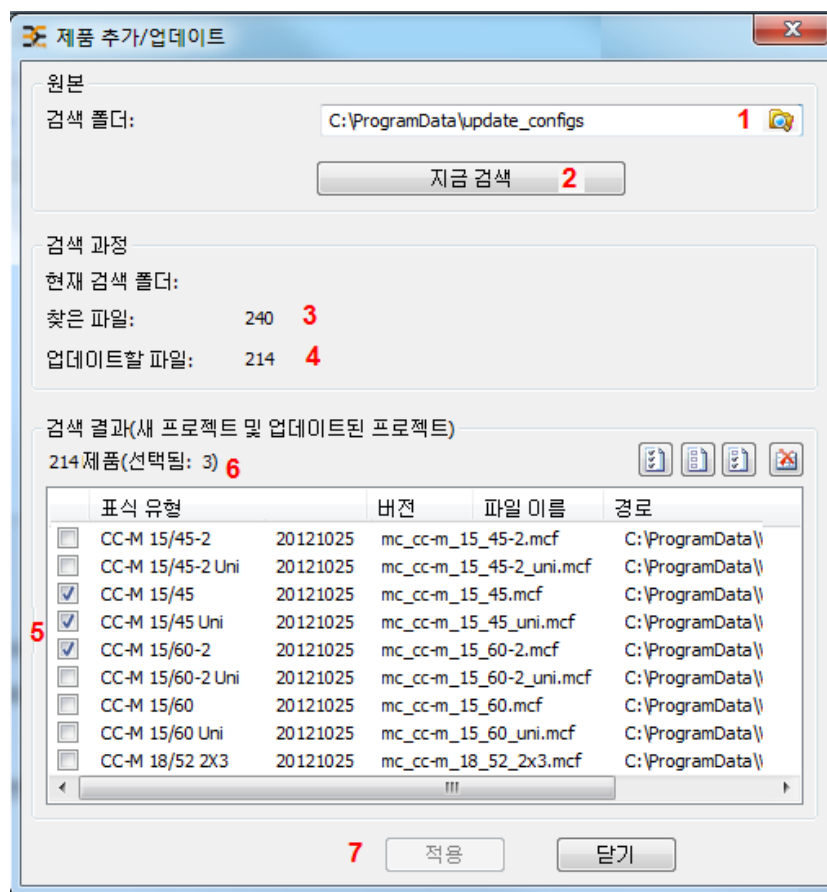 제품 추가/업데이트
원본
검색 폴더: C:\ProgramData\update_configs 1
지금 검색 2
검색 과정
현재 검색 폴더:
찾은 파일: 240 3
업데이트할 파일: 214 4
검색 결과(새 프로젝트 및 업데이트된 프로젝트)
214 제품(선택됨: 3) 6
표식 유형 버전 파일 이름 경로
CC-M 15/45-2 20121025 mc_cc-m_15_45-2.mcf C:\ProgramData\
CC-M 15/45-2 Uni 20121025 mc_cc-m_15_45-2_uni.mcf C:\ProgramData\
CC-M 15/45 20121025 mc_cc-m_15_45.mcf C:\ProgramData\
5 CC-M 15/45 Uni 20121025 mc_cc-m_15_45_uni.mcf C:\ProgramData\
CC-M 15/60-2 20121025 mc_cc-m_15_60-2.mcf C:\ProgramData\
CC-M 15/60-2 Uni 20121025 mc_cc-m_15_60-2_uni.mcf C:\ProgramData\
CC-M 15/60 20121025 mc_cc-m_15_60.mcf C:\ProgramData\
CC-M 15/60 Uni 20121025 mc_cc-m_15_60_uni.mcf C:\ProgramData\
CC-M 18/52 2X3 20121025 mc_cc-m_18_52_2x3.mcf C:\ProgramData\
7 적용 닫기